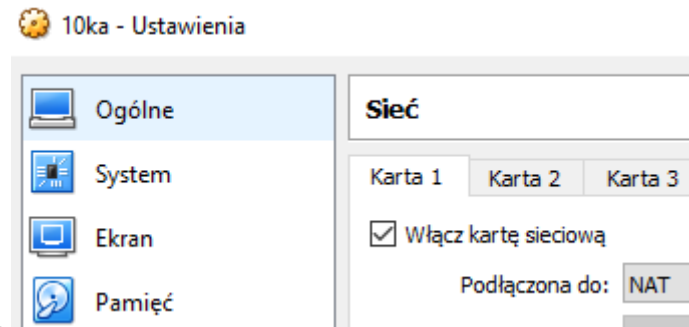 10ka - Ustawienia
Ogólne
System
Ekran
Pamięć
Sieć
Karta 1 Karta 2 Karta 3
Włącz kartę sieciową
Podłączona do: NAT